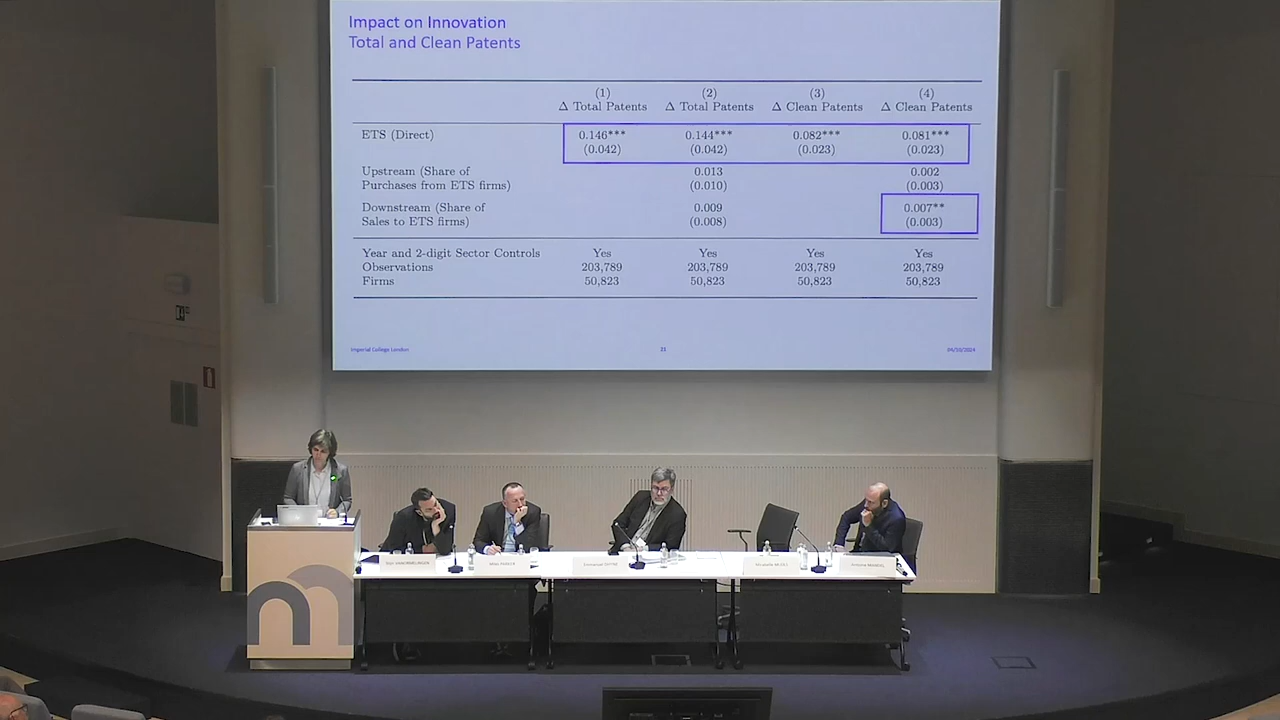 Impact on Innovation
Total and Clean Patents
(1) (2) (3) (4)
Δ Total Patents Δ Total Patents Δ Clean Patents Δ Clean Patents
ETS (Direct) 0.146*** 0.144*** 0.082*** 0.081***
(0.042) (0.042) (0.023) (0.023)
Upstream (Share of 0.013 0.002
Purchases from ETS firms) (0.010) (0.003)
Downstream (Share of 0.009 0.007**
Sales to ETS firms) (0.008) (0.003)
Year and 2-digit Sector Controls Yes Yes Yes Yes
Observations 203,789 203,789 203,789 203,789
Firms 50,823 50,823 50,823 50,823
Imperial College London 21 04/10/2024